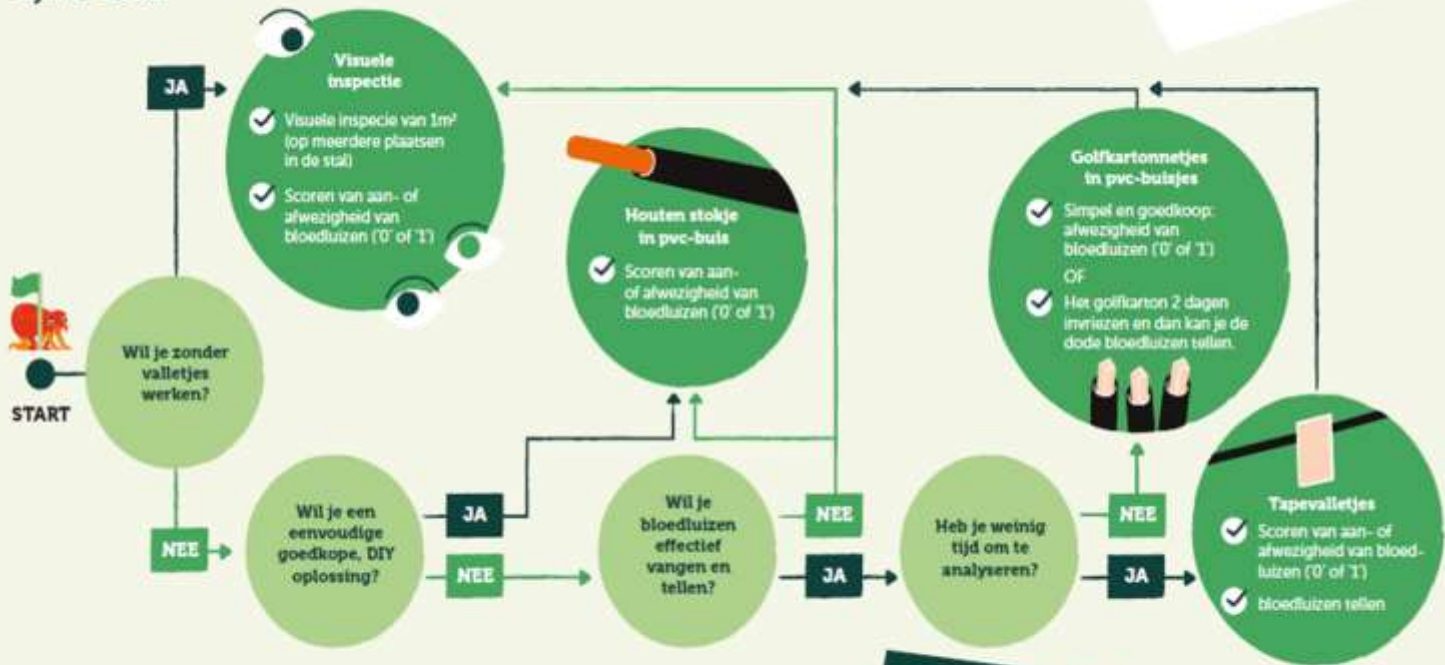 JA
Visuele
inspectie
Visuele inspecie van 1m²
(op meerdere plaatsen
in de stal)
Scoren van aan- of
afwezigheid van
bloedluizen ('0' of '1')
Houten stokje
in pvc-buis
Scoren van aan-
of afwezigheid van
bloedluizen ('0' of '1')
Golfkartonnetjes
in pvc-buisjes
Simpel en goedkoop:
afwezigheid van
bloedluizen ('0' of '1')
OF
Het golfkarton 2 dagen
invriezen en dan kan je de
dode bloedluizen tellen.
START
Wil je zonder
valletjes
werken?
NEE
Wil je een
eenvoudige
goedkope, DIY
oplossing?
JA
NEE
Wil je
bloedluizen
effectief
vangen en
tellen?
NEE
JA
Heb je weinig
tijd om te
analyseren?
NEE
JA
Tapevalletjes
Scoren van aan- of
afwezigheid van bloed-
luizen ('0' of '1')
bloedluizen tellen